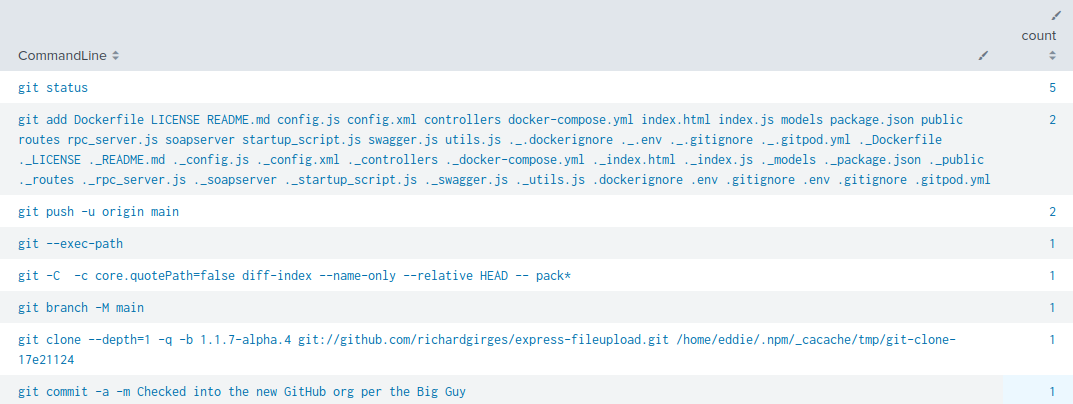 count
CommandLine
git status 5
git add Dockerfile LICENSE README.md config.js config.xml controllers docker-compose.yml index.html index.js models package.json public 2
routes rpc_server.js soapserver startup_script.js swagger.js utils.js ._.dockerignore ._.env ._.gitignore ._.gitpod.yml ._Dockerfile
._LICENSE ._README.md ._config.js ._config.xml ._controllers ._docker-compose.yml ._index.html ._index.js ._models ._package.json ._public
._routes ._rpc_server.js ._soapserver ._startup_script.js ._swagger.js ._utils.js .dockerignore .env .gitignore .env .gitignore .gitpod.yml
git push -u origin main 2
git --exec-path 1
git -C  -c core.quotePath=false diff-index --name-only --relative HEAD -- pack* 1
git branch -M main 1
git clone --depth=1 -q -b 1.1.7-alpha.4 git://github.com/richardgirges/express-fileupload.git /home/eddie/.npm/_cacache/tmp/git-clone- 1
17e21124
git commit -a -m Checked into the new GitHub org per the Big Guy 1